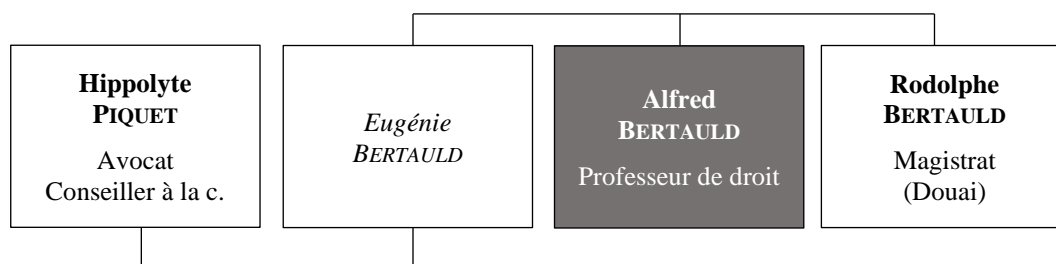 Hippolyte
PIQUET
Avocat
Conseiller à la c.
Eugénie
BERTAULD
Alfred
BERTAULD
Professeur de droit
Rodolphe
BERTAULD
Magistrat
(Douai)